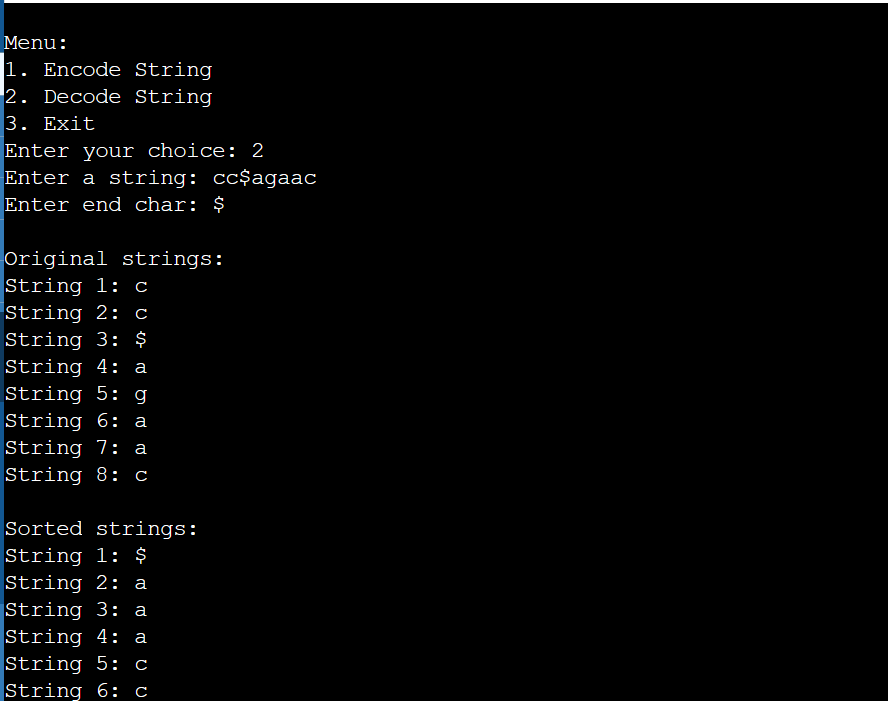 Menu:
1. Encode String
2. Decode String
3. Exit
Enter your choice: 2
Enter a string: cc$agaac
Enter end char: $
Original strings:
String 1: c
String 2: c
String 3: $
String 4: a
String 5: g
String 6: a
String 7: a
String 8: c
Sorted strings:
String 1: $
String 2: a
String 3: a
String 4: a
String 5: c
String 6: c